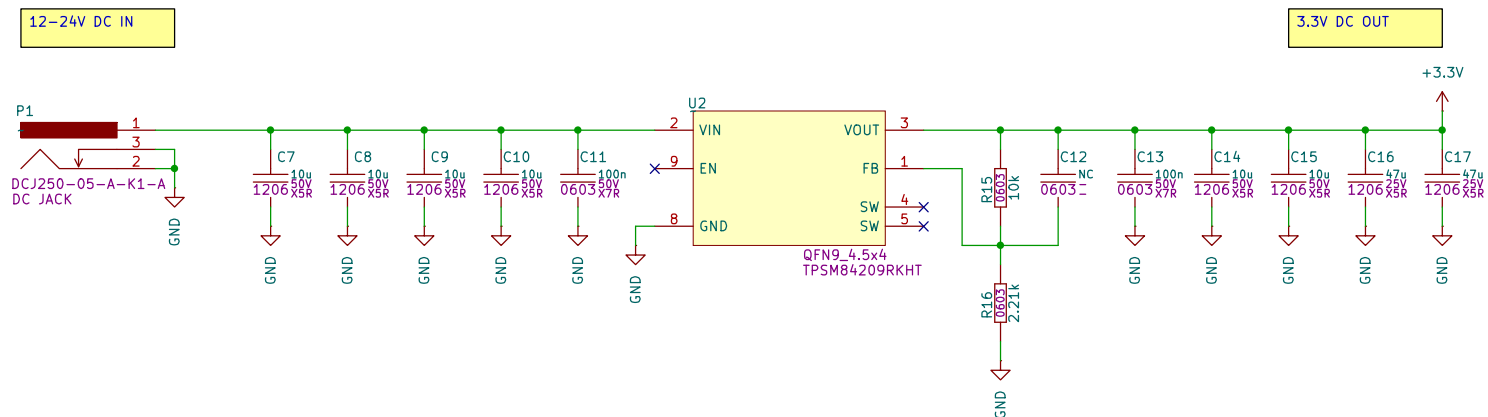 12-24V DC IN
3.3V DC OUT
+3.3V
P1
1
3
2
DCJ250-05-A-K1-A
DC JACK
GND
C7
10u
1206
50V
X5R
GND
C8
10u
1206
50V
X5R
GND
C9
10u
1206
50V
X5R
GND
C10
10u
1206
50V
X5R
GND
C11
100n
0603
50V
X7R
GND
U2
2 VIN
9 EN
8 GND
VOUT 3
FB 1
SW 4
SW 5
QFN9_4.5x4
TPSM84209RKHT
GND
R15
0603
10k
R16
0603
2.21k
GND
C12
NC
0603
-
C13
100n
0603
50V
X7R
GND
C14
10u
1206
50V
X5R
GND
C15
10u
1206
50V
X5R
GND
C16
47u
1206
25V
X5R
GND
C17
47u
1206
25V
X5R
GND